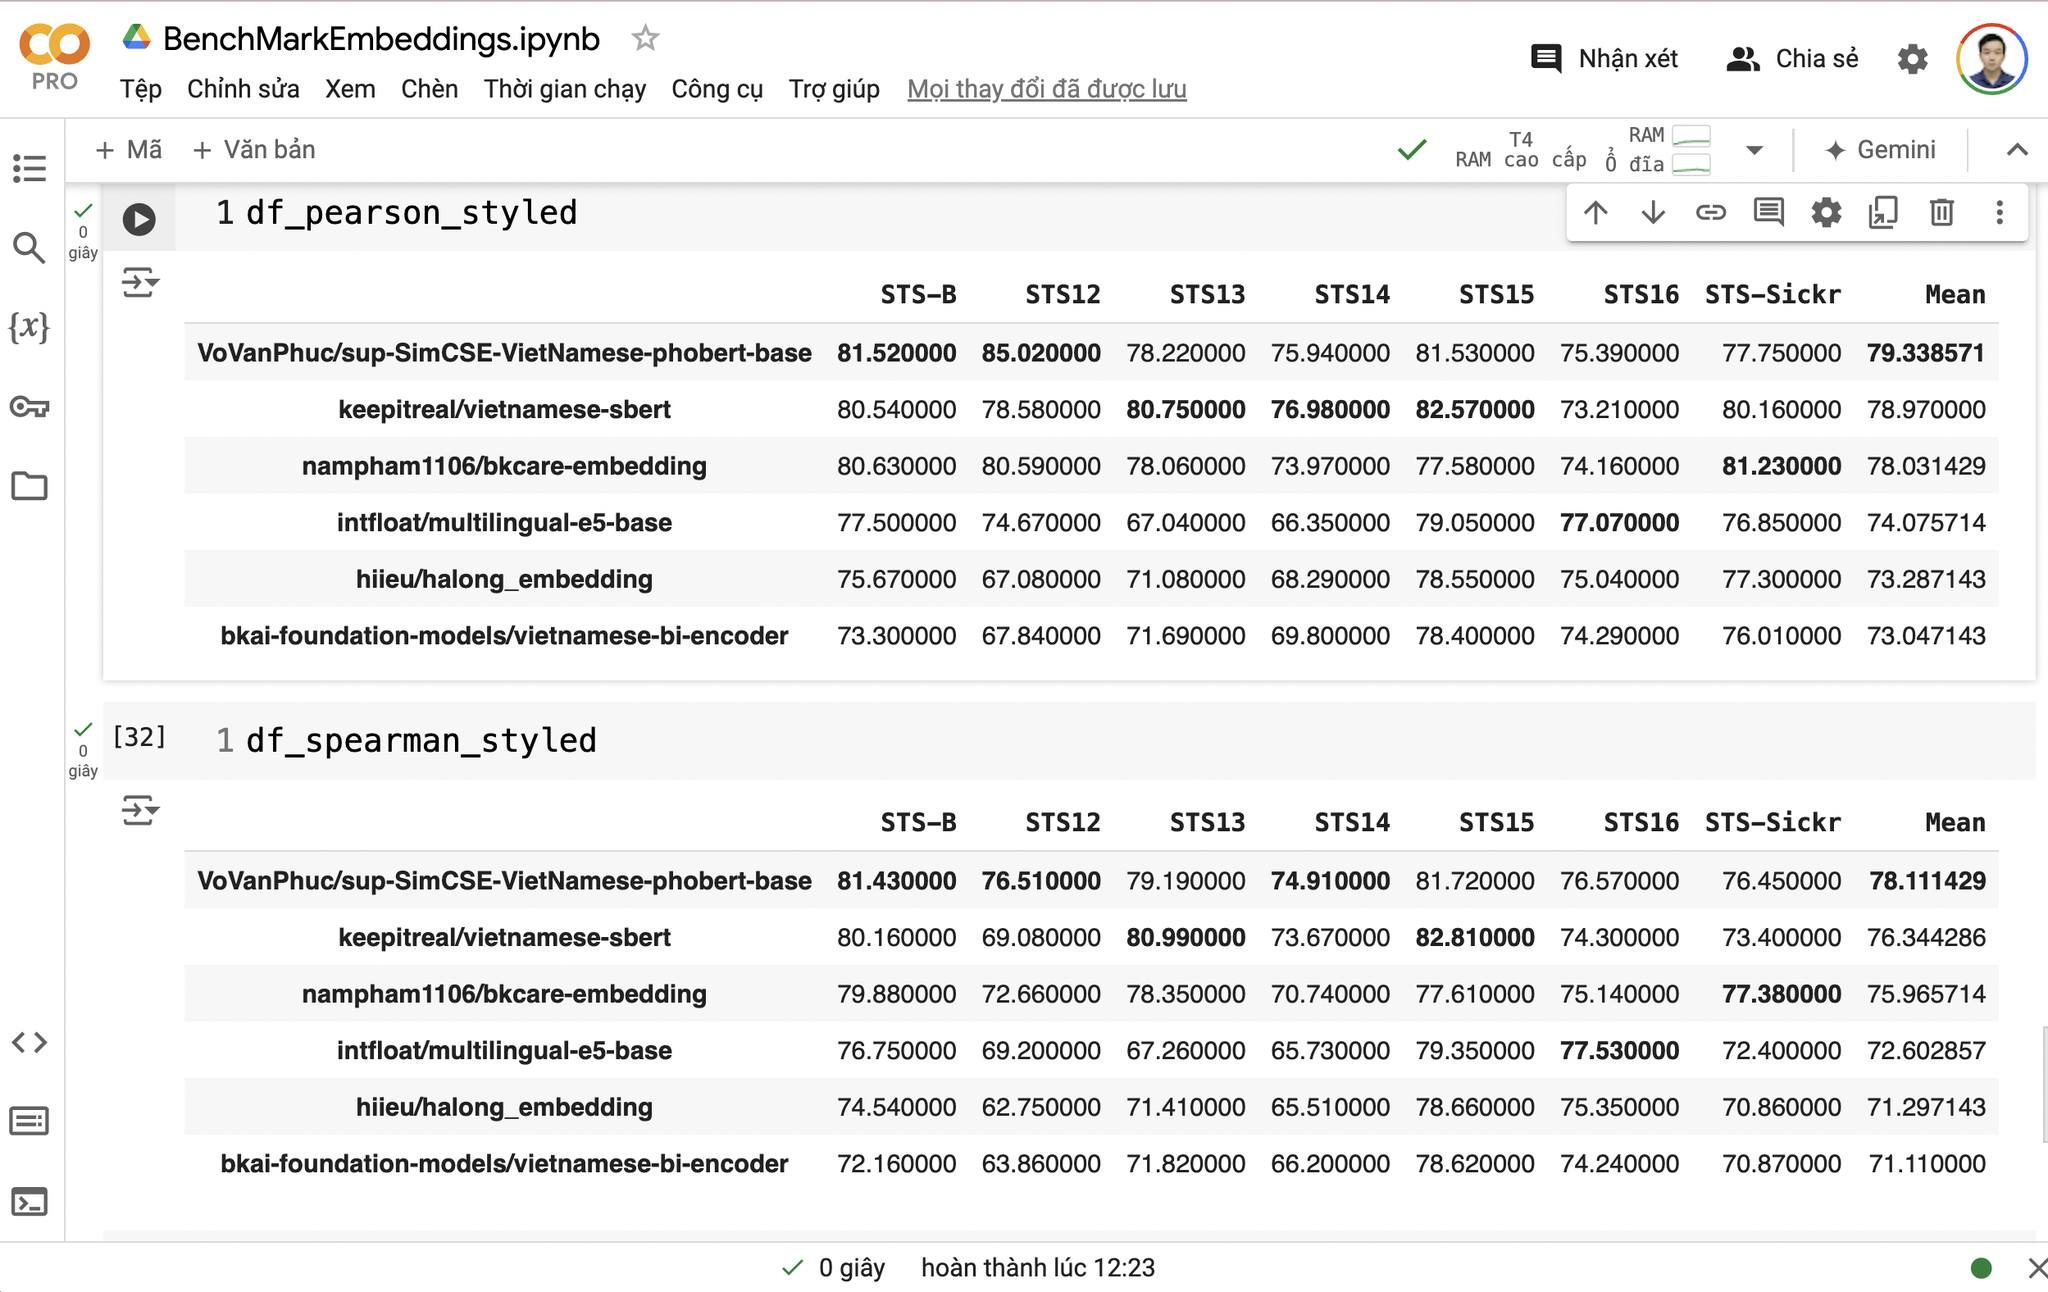 BenchMarkEmbeddings.ipynb
PRO
Tệp Chỉnh sửa Xem Chèn Thời gian chạy Công cụ Trợ giúp Mọi thay đổi đã được lưu
Nhận xét Chia sẻ
+ Mã + Văn bản
T4
RAM cao cấp
RAM
Ổ đĩa
Gemini
0
giây
1 df_pearson_styled
STS-B STS12 STS13 STS14 STS15 STS16 STS-Sickr Mean
VoVanPhuc/sup-SimCSE-VietNamese-phobert-base 81.520000 85.020000 78.220000 75.940000 81.530000 75.390000 77.750000 79.338571
keepitreal/vietnamese-sbert 80.540000 78.580000 80.750000 76.980000 82.570000 73.210000 80.160000 78.970000
nampham1106/bkcare-embedding 80.630000 80.590000 78.060000 73.970000 77.580000 74.160000 81.230000 78.031429
intfloat/multilingual-e5-base 77.500000 74.670000 67.040000 66.350000 79.050000 77.070000 76.850000 74.075714
hiieu/halong_embedding 75.670000 67.080000 71.080000 68.290000 78.550000 75.040000 77.300000 73.287143
bkai-foundation-models/vietnamese-bi-encoder 73.300000 67.840000 71.690000 69.800000 78.400000 74.290000 76.010000 73.047143
0
giây
[32] 1 df_spearman_styled
STS-B STS12 STS13 STS14 STS15 STS16 STS-Sickr Mean
VoVanPhuc/sup-SimCSE-VietNamese-phobert-base 81.430000 76.510000 79.190000 74.910000 81.720000 76.570000 76.450000 78.111429
keepitreal/vietnamese-sbert 80.160000 69.080000 80.990000 73.670000 82.810000 74.300000 73.400000 76.344286
nampham1106/bkcare-embedding 79.880000 72.660000 78.350000 70.740000 77.610000 75.140000 77.380000 75.965714
intfloat/multilingual-e5-base 76.750000 69.200000 67.260000 65.730000 79.350000 77.530000 72.400000 72.602857
hiieu/halong_embedding 74.540000 62.750000 71.410000 65.510000 78.660000 75.350000 70.860000 71.297143
bkai-foundation-models/vietnamese-bi-encoder 72.160000 63.860000 71.820000 66.200000 78.620000 74.240000 70.870000 71.110000
0 giây hoàn thành lúc 12:23